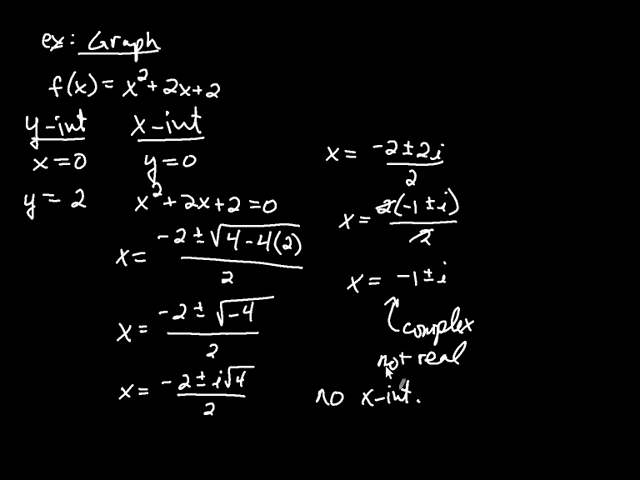 ex: Graph
f(x) = x² + 2x + 2
y-int
x = 0
y = 2
x-int
y = 0
x² + 2x + 2 = 0
x = (-2 ± √(4 - 4(2))) / 2
x = (-2 ± √-4) / 2
x = (-2 ± i√4) / 2
x = (-2 ± 2i) / 2
x = 2(-1 ± i) / 2
x = -1 ± i
complex
not real
no x-int.